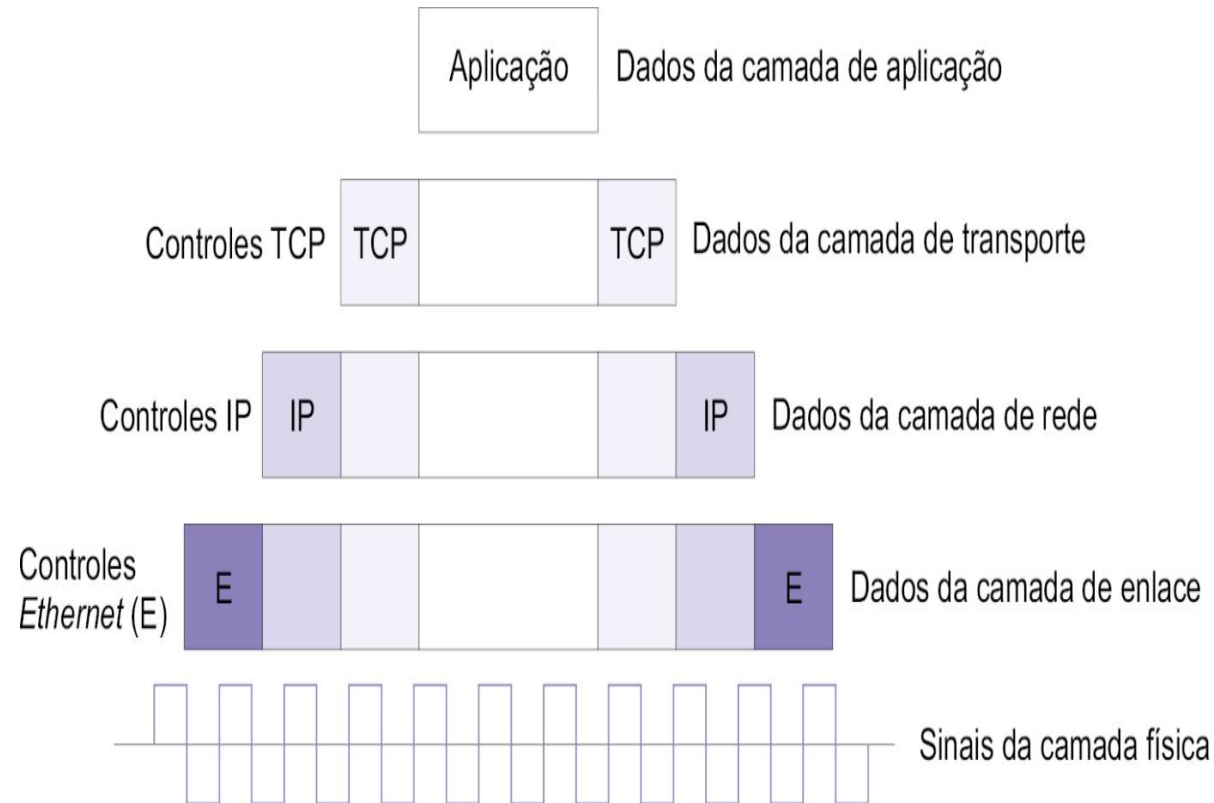 Aplicação
Dados da camada de aplicação
Controles TCP
TCP
TCP
Dados da camada de transporte
Controles IP
IP
IP
Dados da camada de rede
Controles
Ethernet (E)
E
E
Dados da camada de enlace
Sinais da camada física